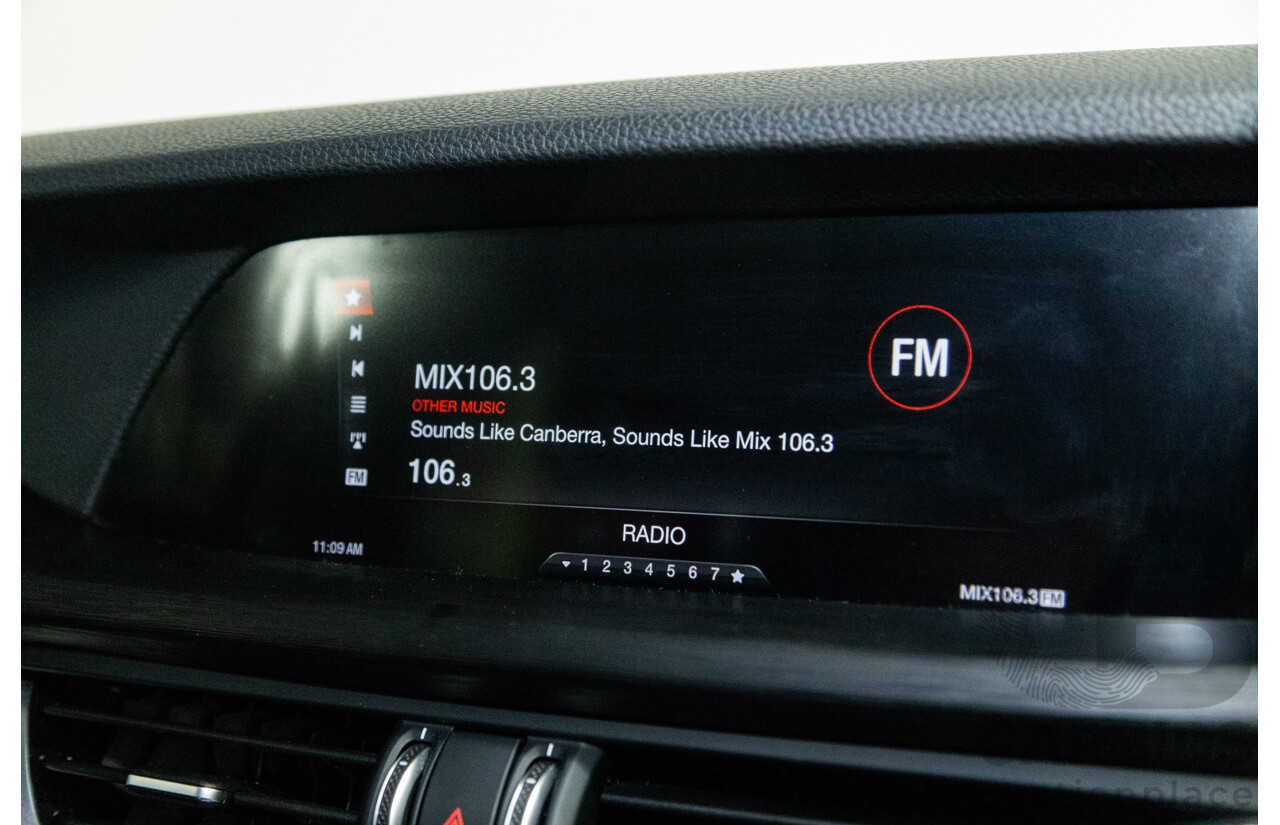 FM
MIX106.3
OTHER MUSIC
Sounds Like Canberra, Sounds Like Mix 106.3
106.3
FM
RADIO
11:09 AM
1 2 3 4 5 6 7
MIX106.3 FM